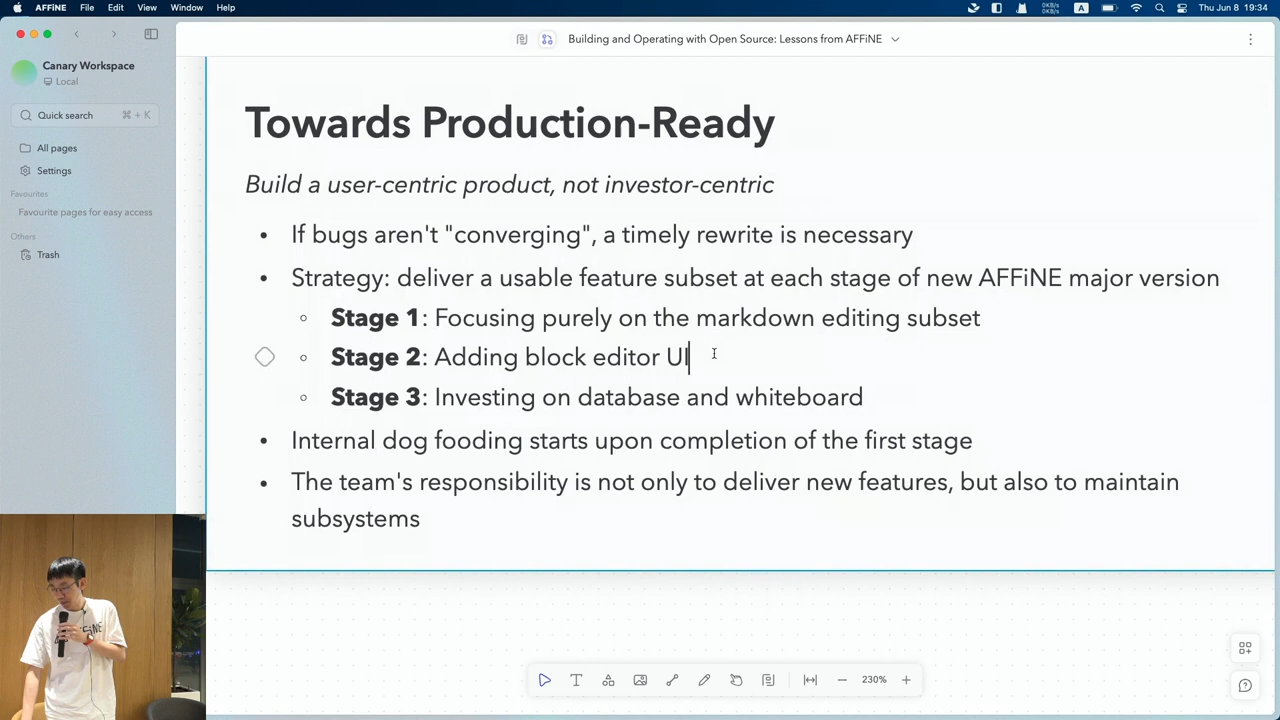 AFFiNE File Edit View Window Help
0KB/s
0KB/s
A
Thu Jun 8 19:34
Building and Operating with Open Source: Lessons from AFFiNE
Canary Workspace
Local
Quick search ⌘ + K
All pages
Settings
Favourites
Favourite pages for easy access
Others
Trash
Towards Production-Ready
Build a user-centric product, not investor-centric
• If bugs aren't "converging", a timely rewrite is necessary
• Strategy: deliver a usable feature subset at each stage of new AFFiNE major version
◦ Stage 1: Focusing purely on the markdown editing subset
◦ Stage 2: Adding block editor UI
◦ Stage 3: Investing on database and whiteboard
• Internal dog fooding starts upon completion of the first stage
• The team's responsibility is not only to deliver new features, but also to maintain
subsystems
230%